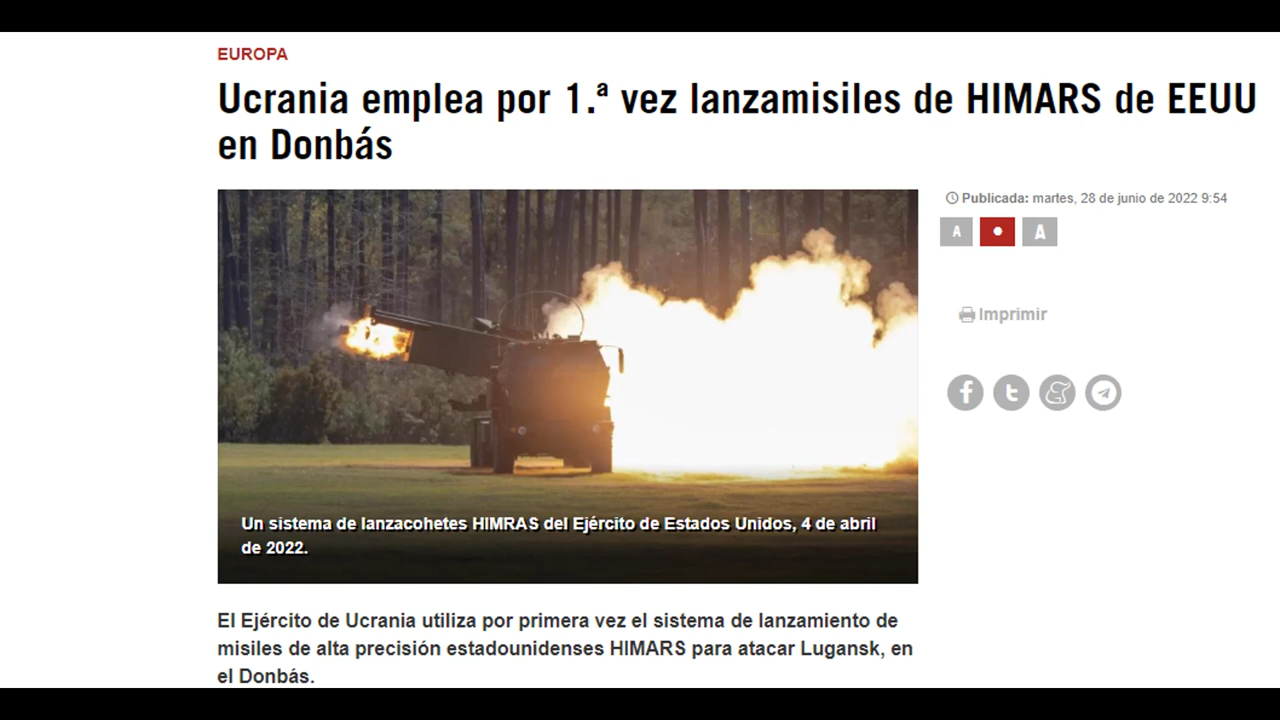 EUROPA
Ucrania emplea por 1.ª vez lanzamisiles de HIMARS de EEUU
en Donbás
Publicada: martes, 28 de junio de 2022 9:54
A
A
Imprimir
Un sistema de lanzacohetes HIMRAS del Ejército de Estados Unidos, 4 de abril
de 2022.
El Ejército de Ucrania utiliza por primera vez el sistema de lanzamiento de
misiles de alta precisión estadounidenses HIMARS para atacar Lugansk, en
el Donbás.